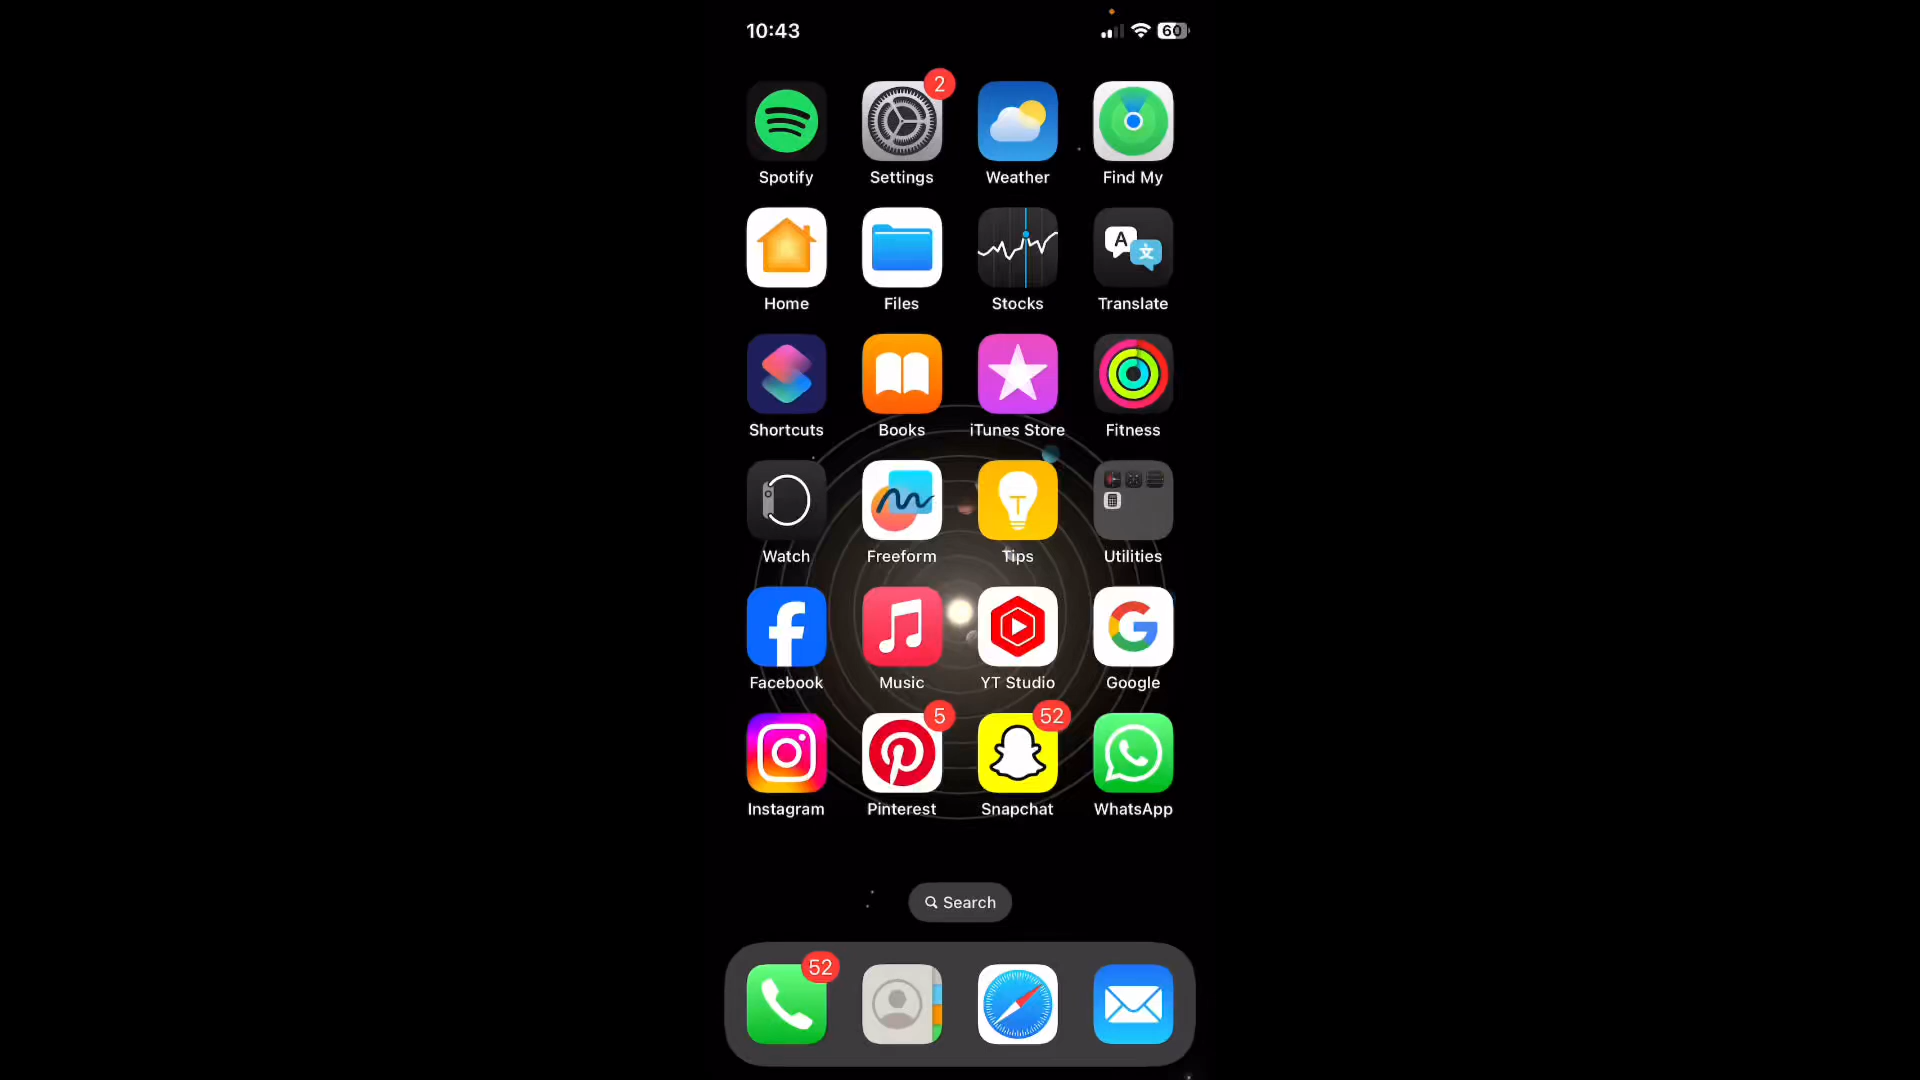 10:43
60
2
Spotify Settings Weather Find My
A 文
Home Files Stocks Translate
Shortcuts Books iTunes Store Fitness
T
Watch Freeform Tips Utilities
f G
Facebook Music YT Studio Google
5 52
Instagram Pinterest Snapchat WhatsApp
Search
52